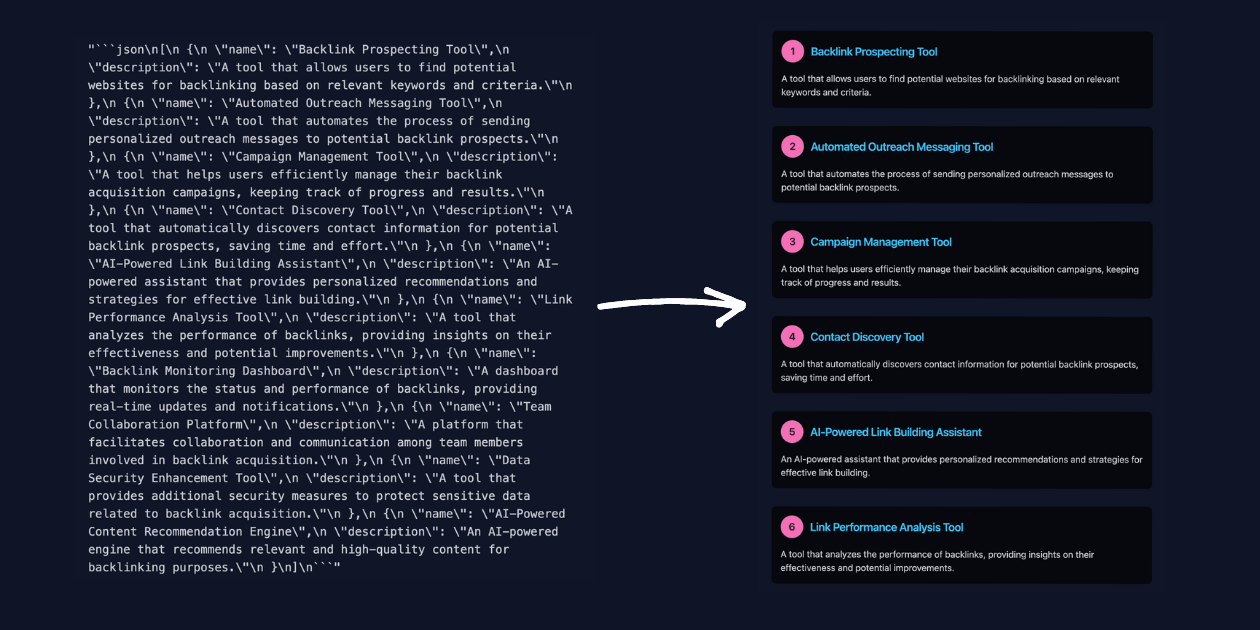 "```json\n[\n {\n \"name\": \"Backlink Prospecting Tool\",\n
\"description\": \"A tool that allows users to find potential
websites for backlinking based on relevant keywords and criteria.\"\n
},\n {\n \"name\": \"Automated Outreach Messaging Tool\",\n
\"description\": \"A tool that automates the process of sending
personalized outreach messages to potential backlink prospects.\"\n
},\n {\n \"name\": \"Campaign Management Tool\",\n \"description\":
\"A tool that helps users efficiently manage their backlink
acquisition campaigns, keeping track of progress and results.\"\n
},\n {\n \"name\": \"Contact Discovery Tool\",\n \"description\": \"A
tool that automatically discovers contact information for potential
backlink prospects, saving time and effort.\"\n },\n {\n \"name\":
\"AI-Powered Link Building Assistant\",\n \"description\": \"An AI-
powered assistant that provides personalized recommendations and
strategies for effective link building.\"\n },\n {\n \"name\": \"Link
Performance Analysis Tool\",\n \"description\": \"A tool that
analyzes the performance of backlinks, providing insights on their
effectiveness and potential improvements.\"\n },\n {\n \"name\":
\"Backlink Monitoring Dashboard\",\n \"description\": \"A dashboard
that monitors the status and performance of backlinks, providing
real-time updates and notifications.\"\n },\n {\n \"name\": \"Team
Collaboration Platform\",\n \"description\": \"A platform that
facilitates collaboration and communication among team members
involved in backlink acquisition.\"\n },\n {\n \"name\": \"Data
Security Enhancement Tool\",\n \"description\": \"A tool that
provides additional security measures to protect sensitive data
related to backlink acquisition.\"\n },\n {\n \"name\": \"AI-Powered
Content Recommendation Engine\",\n \"description\": \"An AI-powered
engine that recommends relevant and high-quality content for
backlinking purposes.\"\n }\n]\n```"
1 Backlink Prospecting Tool
A tool that allows users to find potential websites for backlinking based on relevant
keywords and criteria.
2 Automated Outreach Messaging Tool
A tool that automates the process of sending personalized outreach messages to
potential backlink prospects.
3 Campaign Management Tool
A tool that helps users efficiently manage their backlink acquisition campaigns, keeping
track of progress and results.
4 Contact Discovery Tool
A tool that automatically discovers contact information for potential backlink prospects,
saving time and effort.
5 AI-Powered Link Building Assistant
An AI-powered assistant that provides personalized recommendations and strategies for
effective link building.
6 Link Performance Analysis Tool
A tool that analyzes the performance of backlinks, providing insights on their
effectiveness and potential improvements.